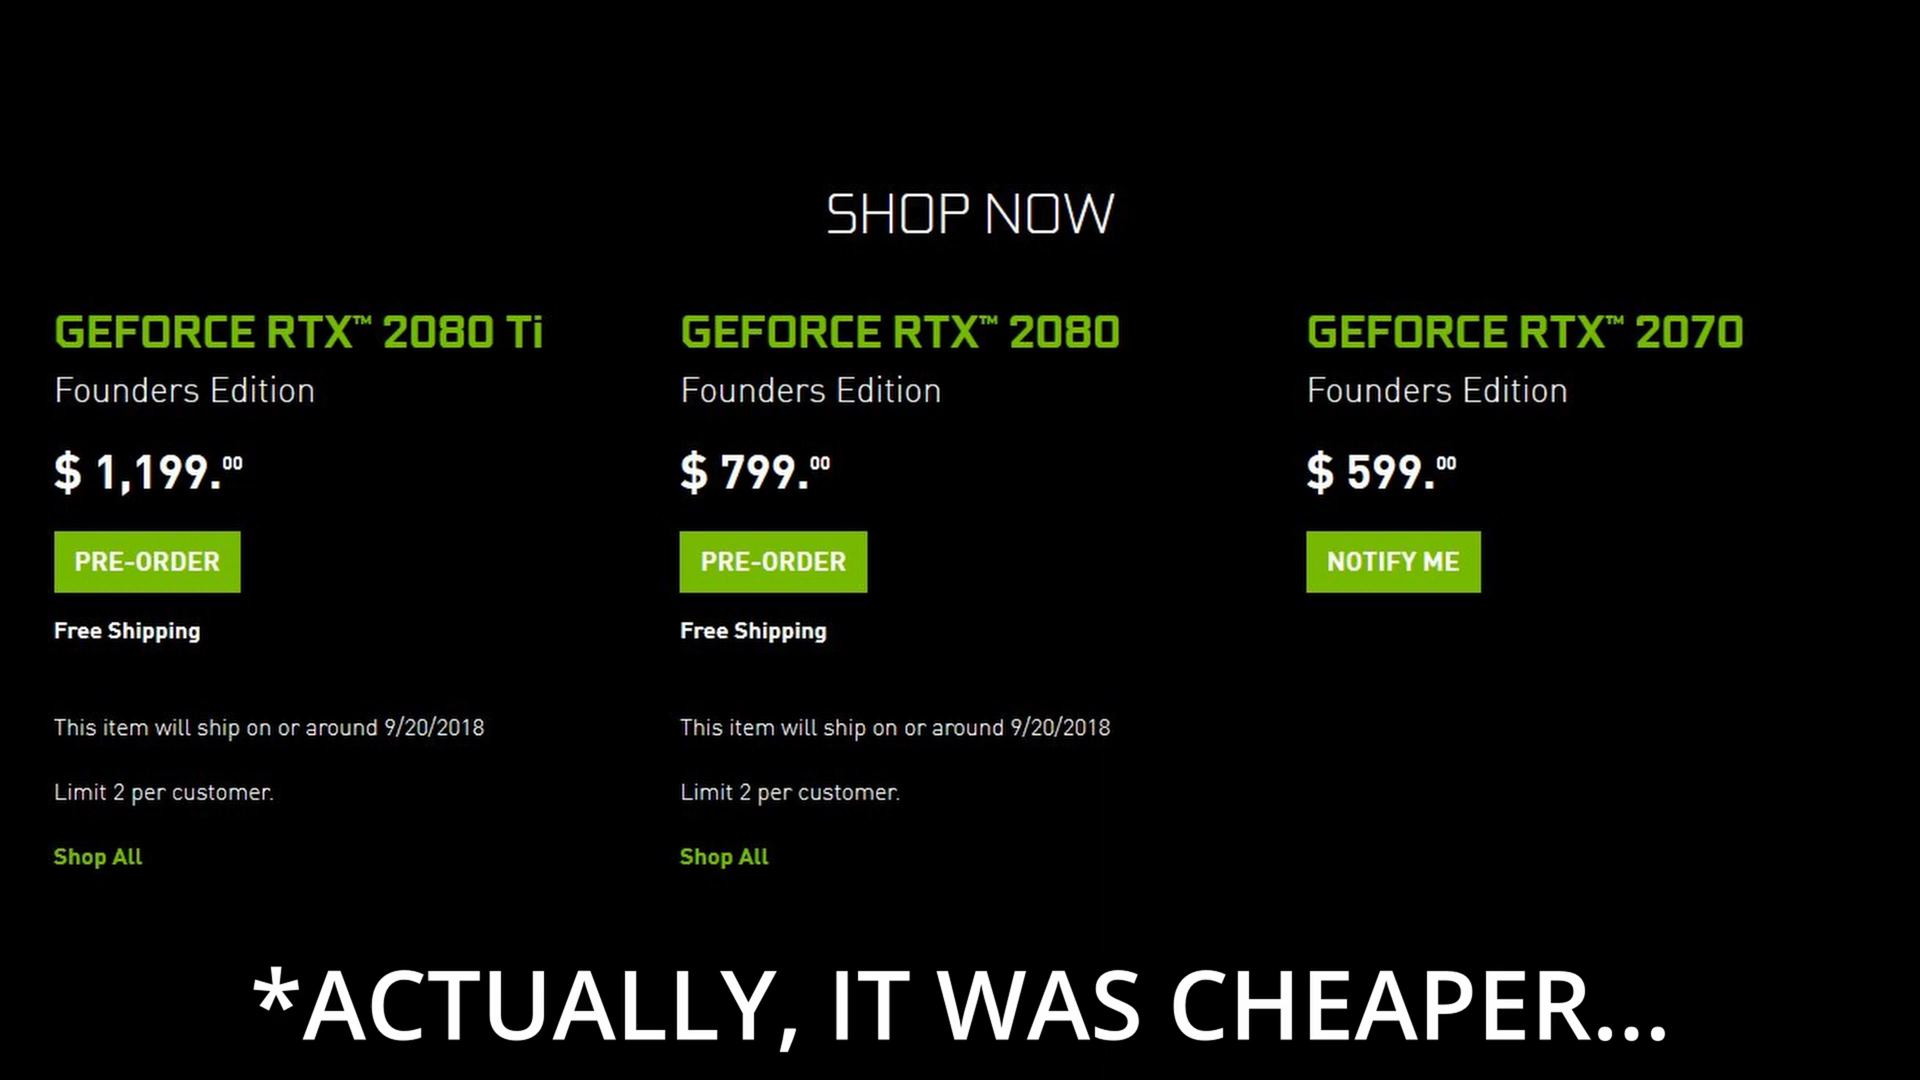 SHOP NOW
GEFORCE RTX™ 2080 Ti
Founders Edition
$ 1,199.00
PRE-ORDER
Free Shipping
This item will ship on or around 9/20/2018
Limit 2 per customer.
Shop All
GEFORCE RTX™ 2080
Founders Edition
$ 799.00
PRE-ORDER
Free Shipping
This item will ship on or around 9/20/2018
Limit 2 per customer.
Shop All
GEFORCE RTX™ 2070
Founders Edition
$ 599.00
NOTIFY ME
*ACTUALLY, IT WAS CHEAPER...